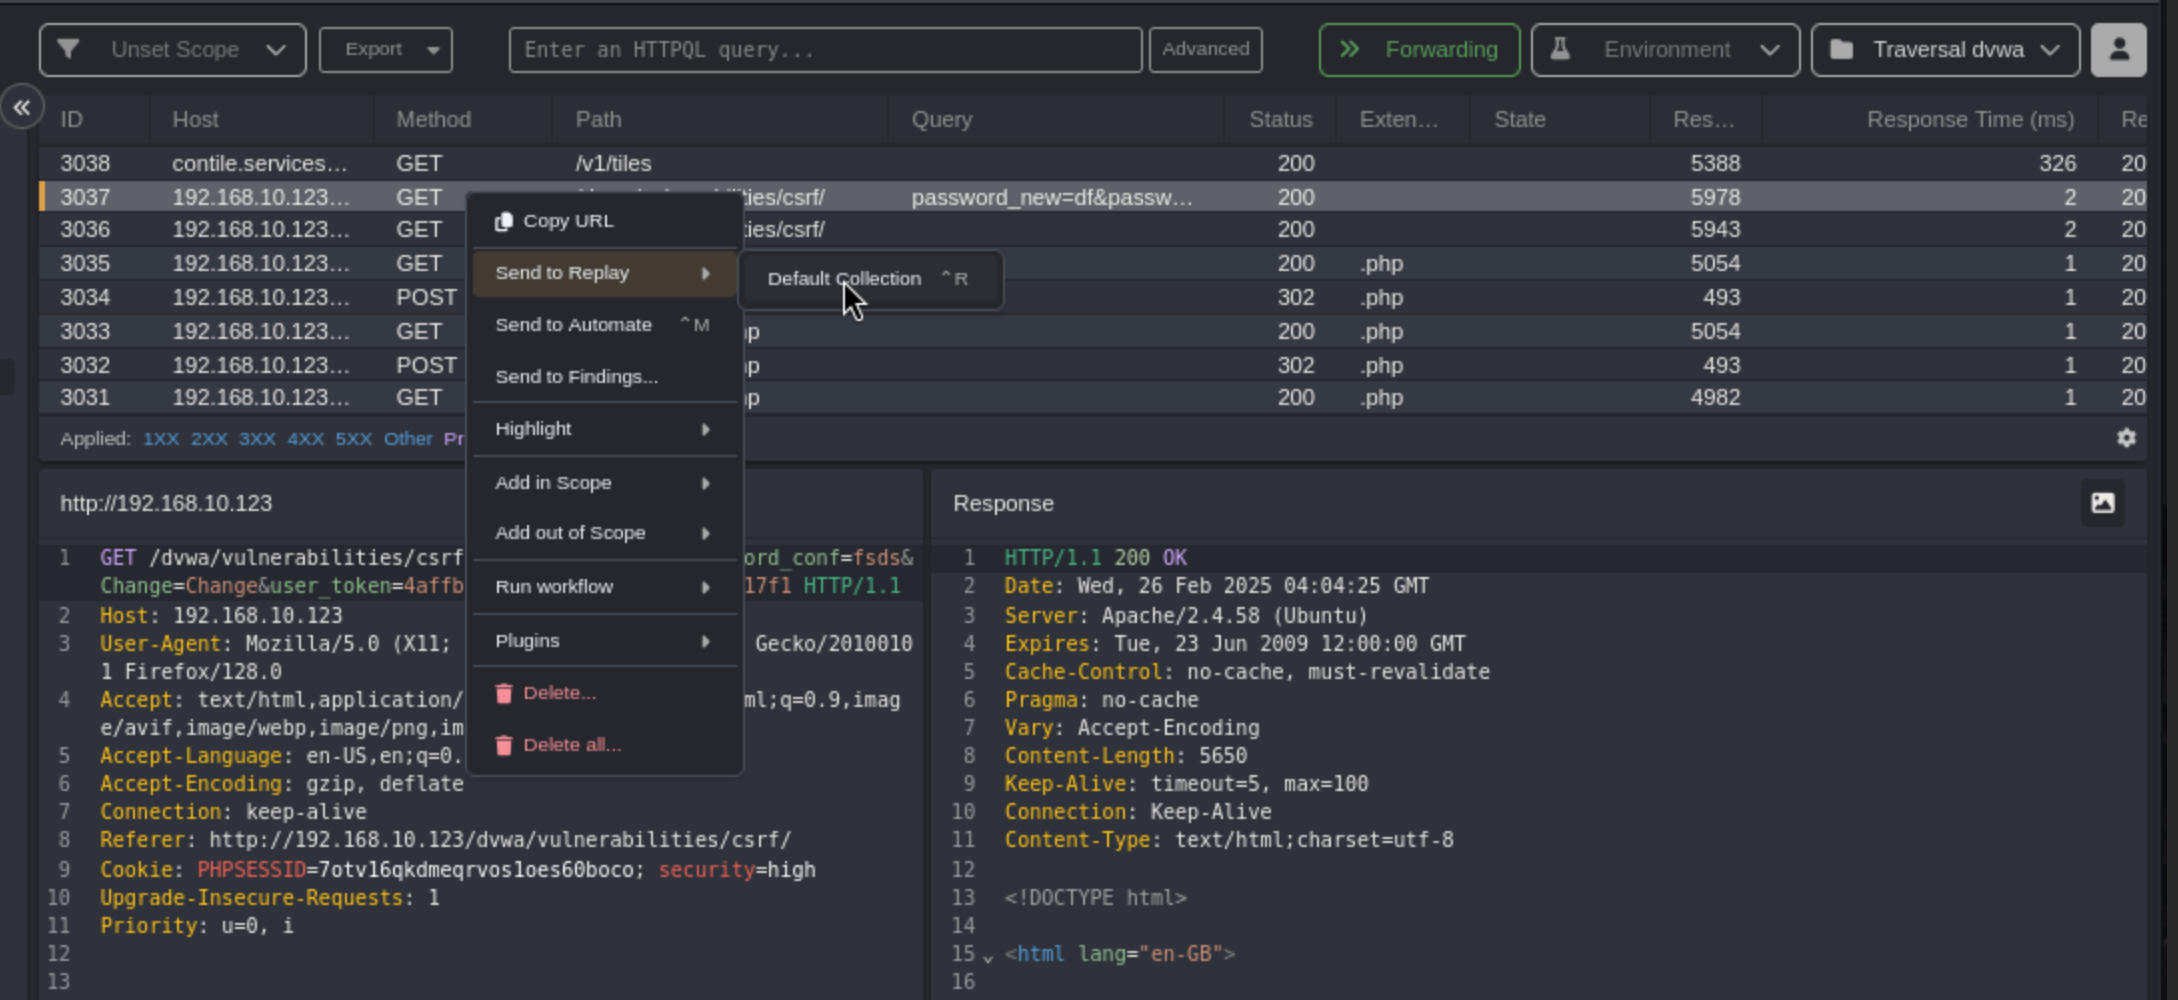 Unset Scope Export Enter an HTTPQL query... Advanced Forwarding Environment Traversal dvwa
ID Host Method Path Query Status Exten... State Res... Response Time (ms) Re
3038 contile.services... GET /v1/tiles 200 5388 326 20
3037 192.168.10.123... GET ities/csrf/ password_new=df&passw... 200 5978 2 20
3036 192.168.10.123... GET ties/csrf/ 200 5943 2 20
3035 192.168.10.123... GET 200 .php 5054 1 20
3034 192.168.10.123... POST 302 .php 493 1 20
3033 192.168.10.123... GET p 200 .php 5054 1 20
3032 192.168.10.123... POST p 302 .php 493 1 20
3031 192.168.10.123... GET p 200 .php 4982 1 20
Applied: 1XX 2XX 3XX 4XX 5XX Other Pr
Copy URL
Send to Replay
Default Collection ⌃R
Send to Automate ⌃M
Send to Findings...
Highlight
Add in Scope
Add out of Scope
Run workflow
Plugins
Delete...
Delete all...
http://192.168.10.123
1 GET /dvwa/vulnerabilities/csrf ord_conf=fsds&
Change=Change&user_token=4affb 17f1 HTTP/1.1
2 Host: 192.168.10.123
3 User-Agent: Mozilla/5.0 (X11; Gecko/2010010
1 Firefox/128.0
4 Accept: text/html,application/ ml;q=0.9,imag
e/avif,image/webp,image/png,im
5 Accept-Language: en-US,en;q=0.
6 Accept-Encoding: gzip, deflate
7 Connection: keep-alive
8 Referer: http://192.168.10.123/dvwa/vulnerabilities/csrf/
9 Cookie: PHPSESSID=7otv16qkdmeqrvos1oes60boco; security=high
10 Upgrade-Insecure-Requests: 1
11 Priority: u=0, i
12
13
Response
1 HTTP/1.1 200 OK
2 Date: Wed, 26 Feb 2025 04:04:25 GMT
3 Server: Apache/2.4.58 (Ubuntu)
4 Expires: Tue, 23 Jun 2009 12:00:00 GMT
5 Cache-Control: no-cache, must-revalidate
6 Pragma: no-cache
7 Vary: Accept-Encoding
8 Content-Length: 5650
9 Keep-Alive: timeout=5, max=100
10 Connection: Keep-Alive
11 Content-Type: text/html;charset=utf-8
12
13 <!DOCTYPE html>
14
15 <html lang="en-GB">
16